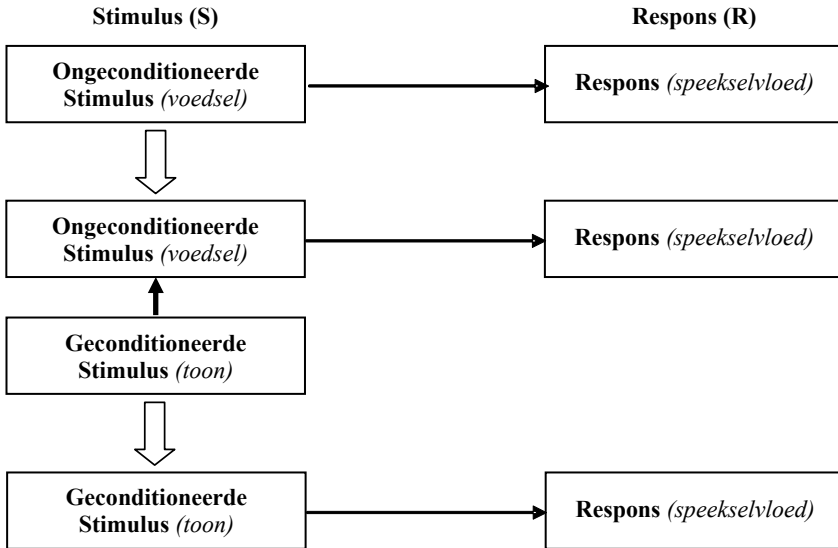 Stimulus (S) Respons (R)
Ongeconditioneerde
Stimulus (voedsel)
Respons (speekselvloed)
Ongeconditioneerde
Stimulus (voedsel)
Respons (speekselvloed)
Geconditioneerde
Stimulus (toon)
Geconditioneerde
Stimulus (toon)
Respons (speekselvloed)